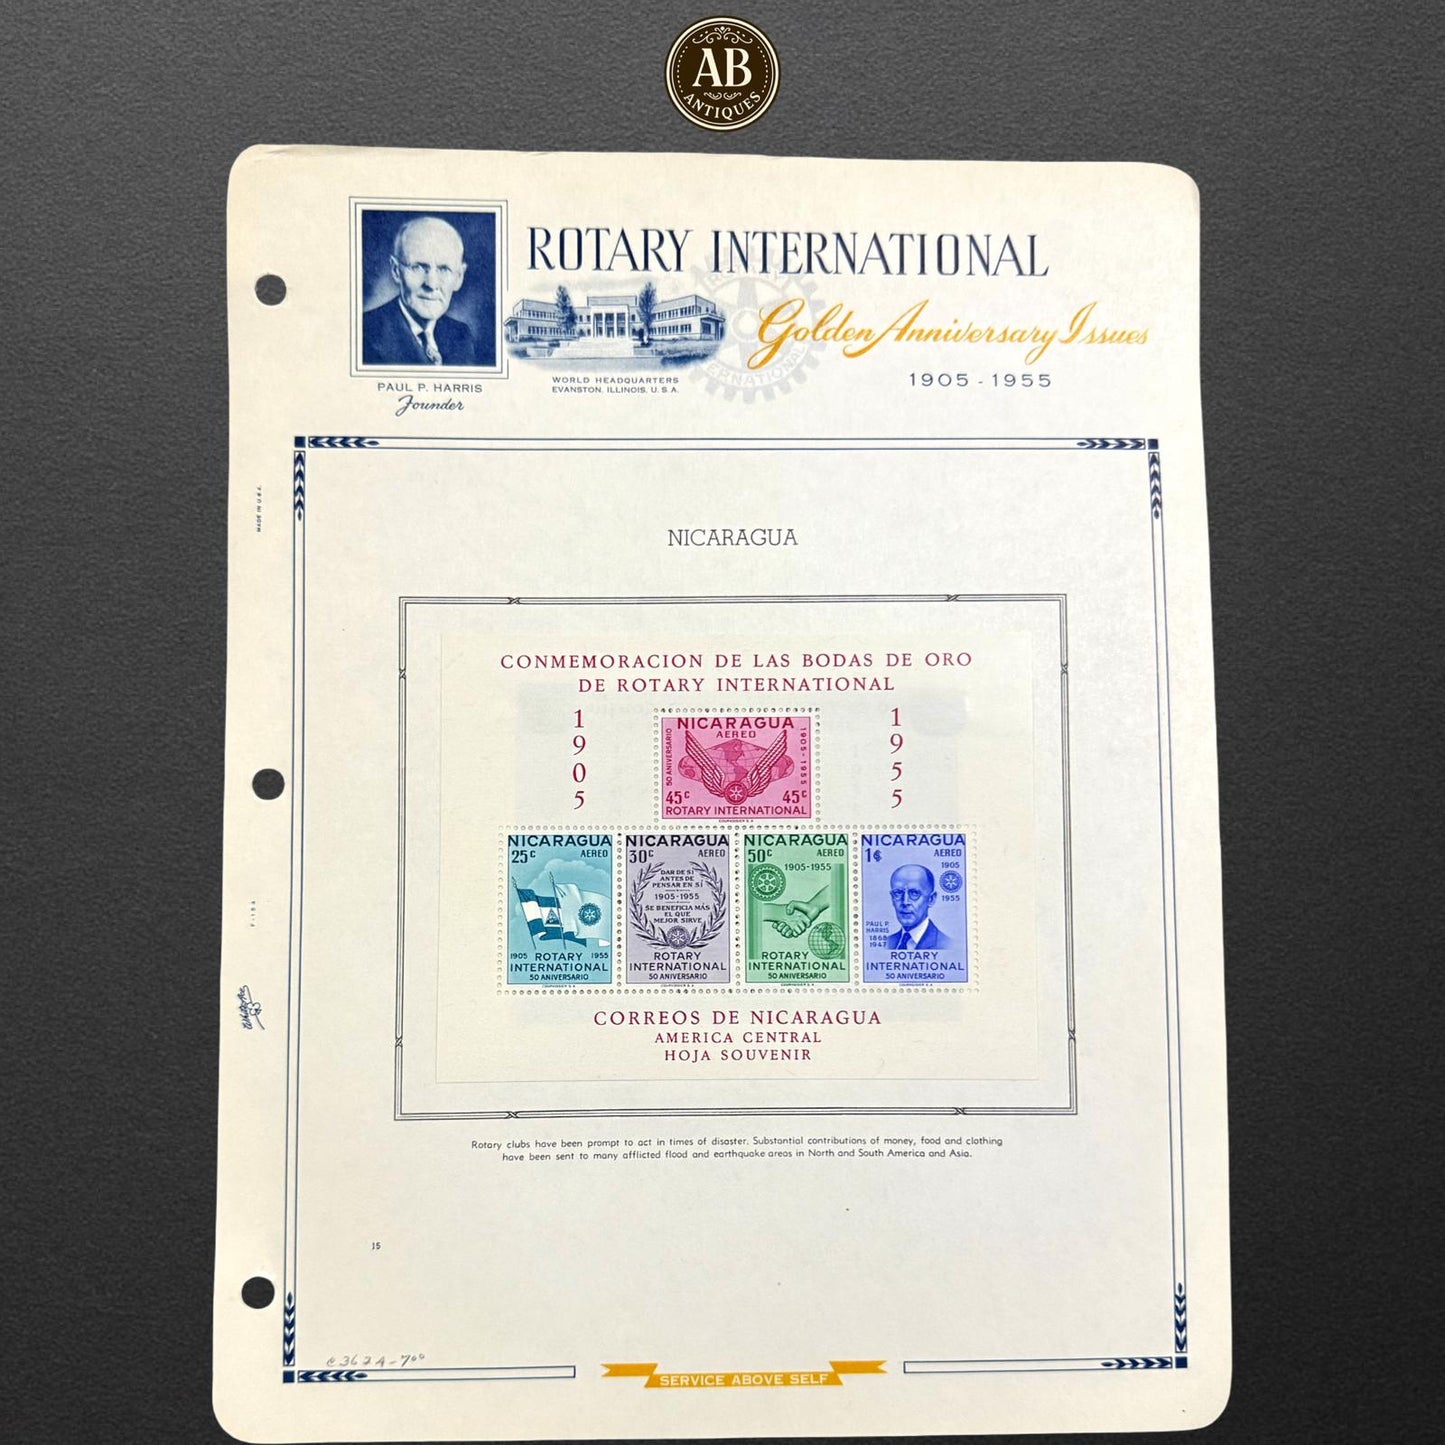 AB
ANTIQUES
ROTARY INTERNATIONAL
Golden Anniversary Issues
1905 - 1955
PAUL P. HARRIS
Founder
WORLD HEADQUARTERS
EVANSTON, ILLINOIS, U.S.A.
MADE IN U.S.A.
NICARAGUA
CONMEMORACION DE LAS BODAS DE ORO
DE ROTARY INTERNATIONAL
1905
1955
NICARAGUA
AEREO
50 ANIVERSARIO
1905-1955
45c 45c
ROTARY INTERNATIONAL
NICARAGUA
25c AEREO
1905 1955
ROTARY
INTERNATIONAL
50 ANIVERSARIO
NICARAGUA
30c AEREO
DAR DE SI
ANTES DE
PENSAR EN SÍ
1905-1955
SE BENEFICIA MÁS
EL QUE
MEJOR SIRVE
ROTARY
INTERNATIONAL
50 ANIVERSARIO
NICARAGUA
50c AEREO
1905-1955
ROTARY
INTERNATIONAL
50 ANIVERSARIO
NICARAGUA
1₡ AEREO
1905
1955
PAUL P.
HARRIS
1868
1947
ROTARY
INTERNATIONAL
50 ANIVERSARIO
CORREOS DE NICARAGUA
AMERICA CENTRAL
HOJA SOUVENIR
Rotary clubs have been prompt to act in times of disaster. Substantial contributions of money, food and clothing
have been sent to many afflicted flood and earthquake areas in North and South America and Asia.
15
C362A-7⁰⁰
SERVICE ABOVE SELF